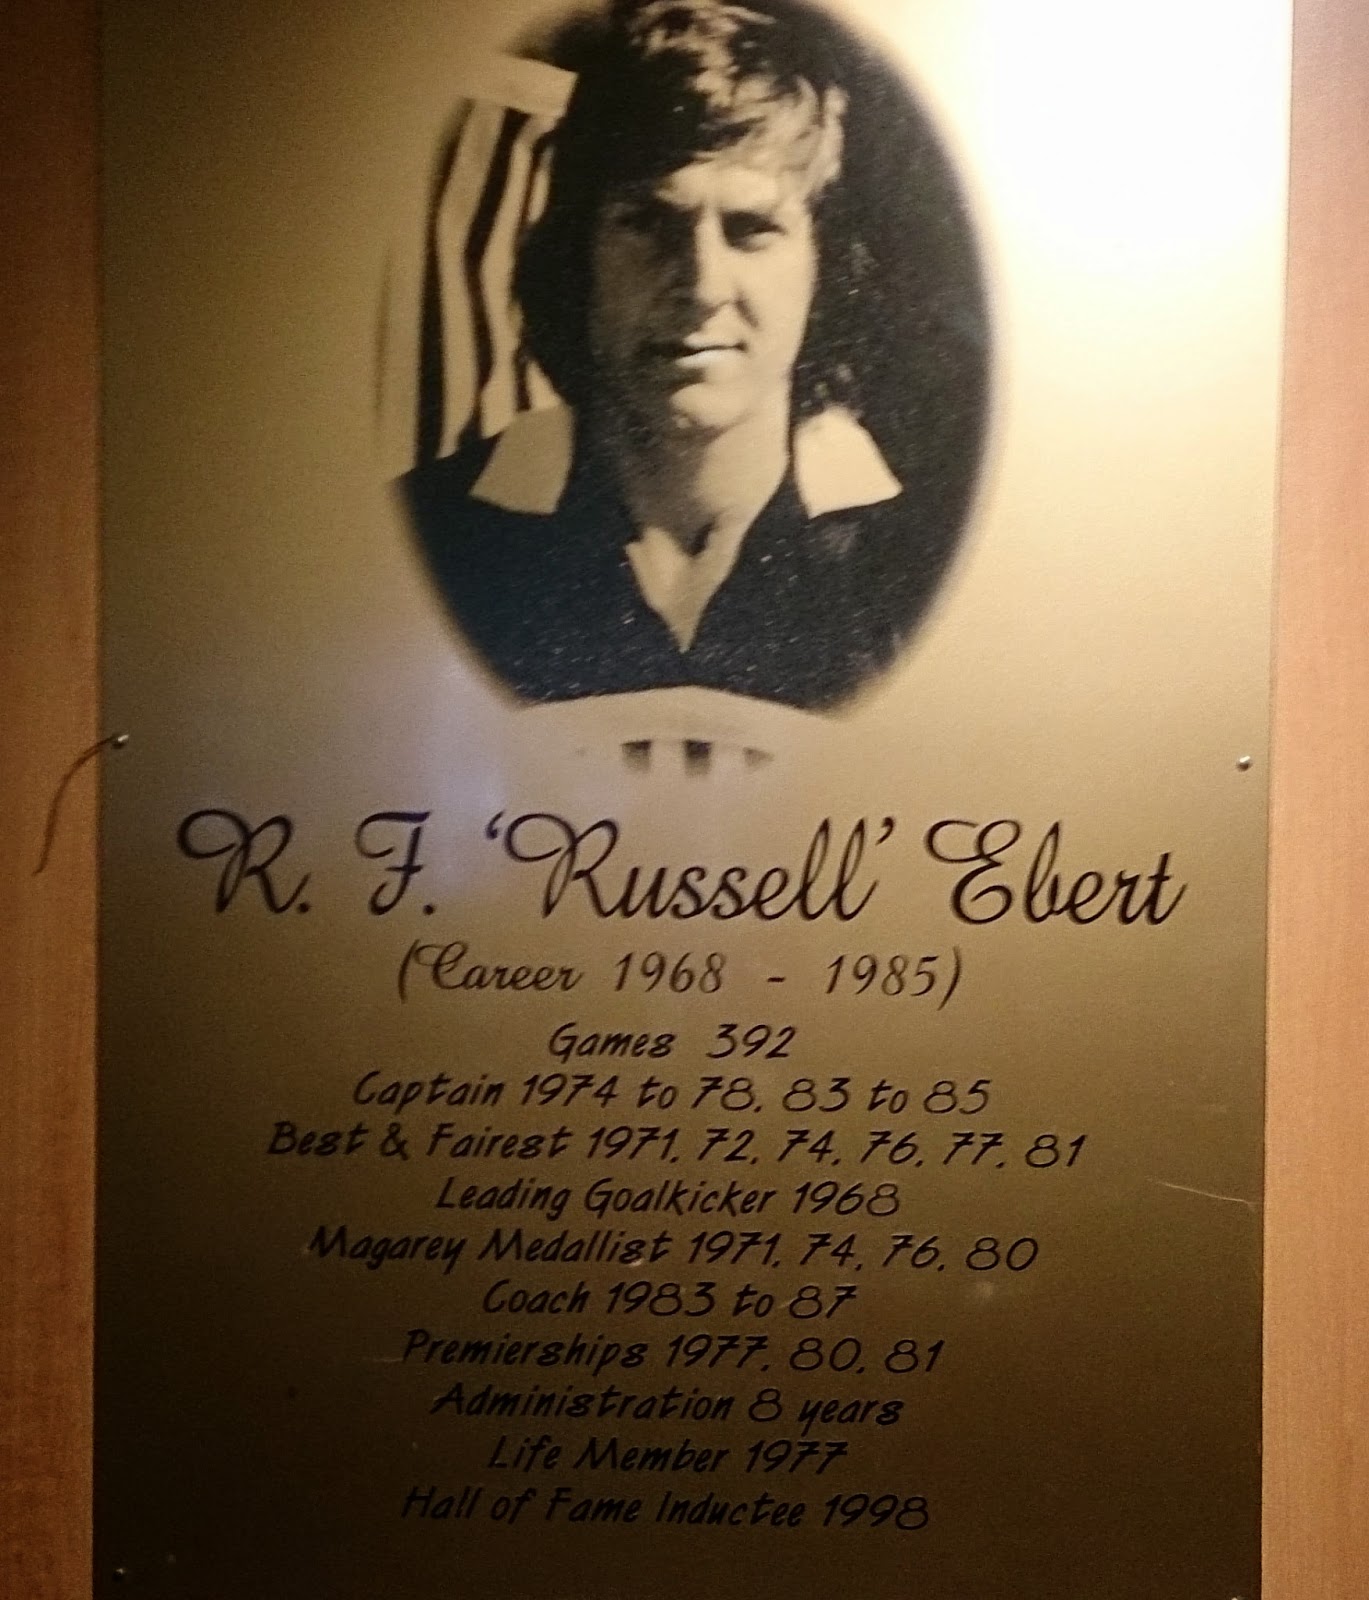 R. F. ‘Russell’ Ebert
(Career 1968 - 1985)
Games 392
Captain 1974 to 78, 83 to 85
Best & Fairest 1971, 72, 74, 76, 77, 81
Leading Goalkicker 1968
Magarey Medallist 1971, 74, 76, 80
Coach 1983 to 87
Premierships 1977, 80, 81
Administration 8 years
Life Member 1977
Hall of Fame Inductee 1998